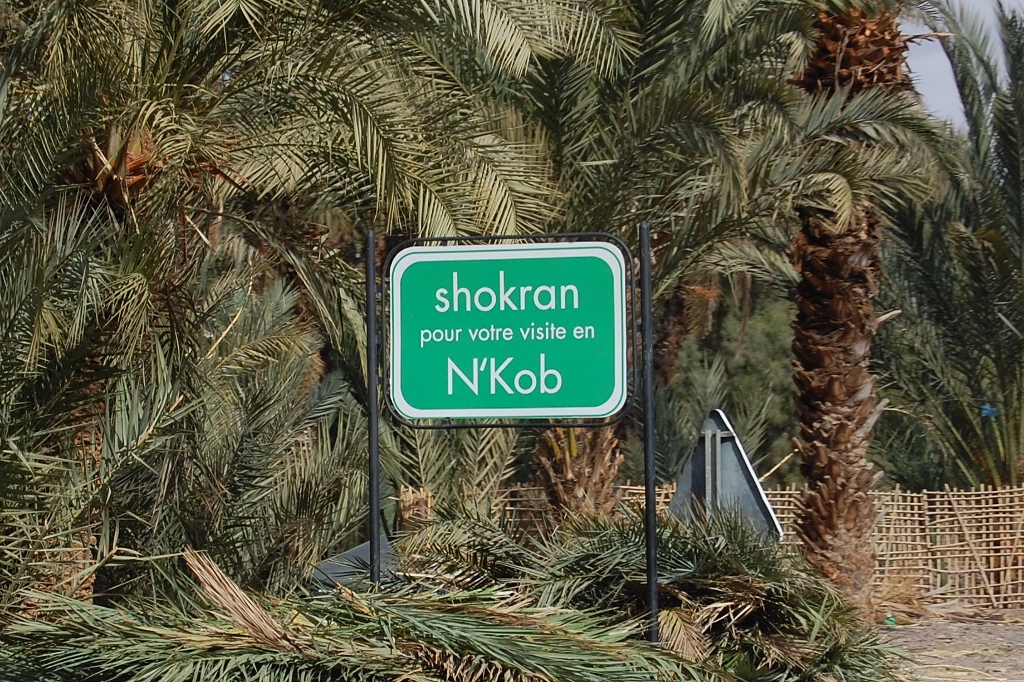 shokran
pour votre visite en
N'Kob